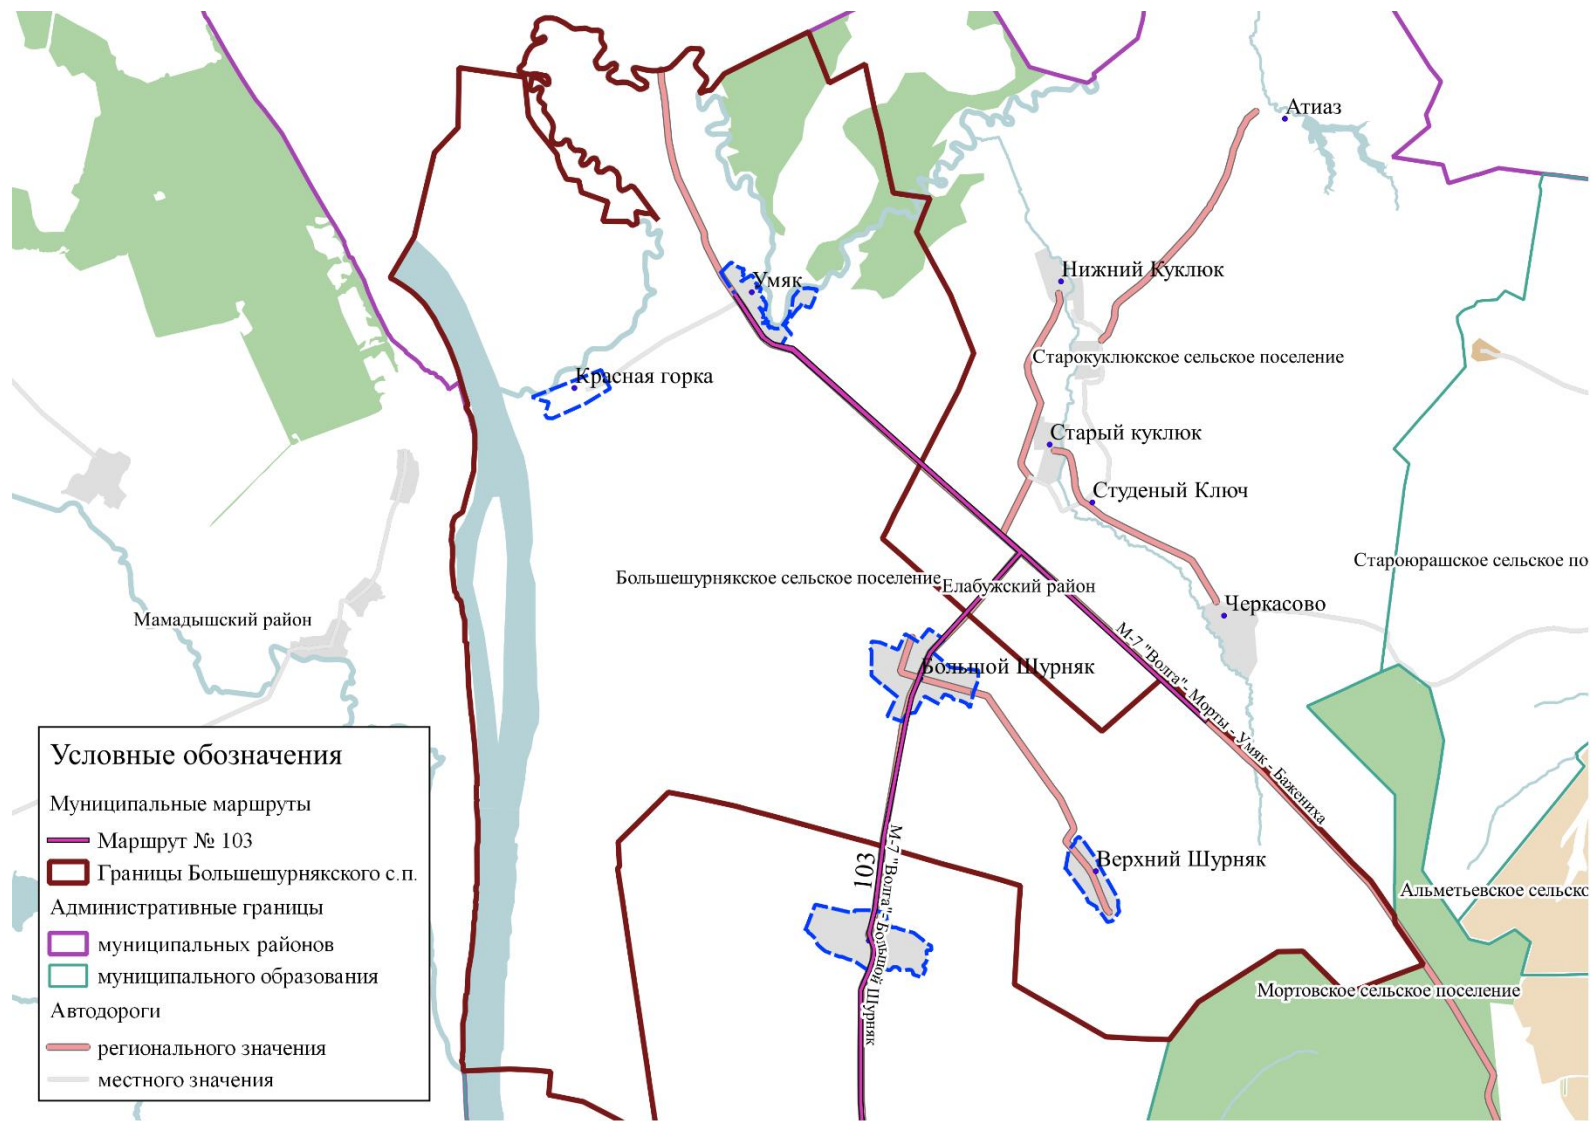 Атиаз
Нижний Куклюк
Умяк
Старокуклюкское сельское поселение
Красная горка
Старый куклюк
Студеный Ключ
Староюрашское сельское по
Большешурнякское сельское поселение
Елабужский район
Черкасово
Мамадышский район
Большой Шурняк
М-7 "Волга"- Морты - Умяк - Бажениха
Верхний Шурняк
103
М-7 "Волга"- Большой Шурняк
Альметьевское сельско
Мортовское сельское поселение
Условные обозначения
Муниципальные маршруты
Маршрут № 103
Границы Большешурнякского с.п.
Административные границы
муниципальных районов
муниципального образования
Автодороги
регионального значения
местного значения